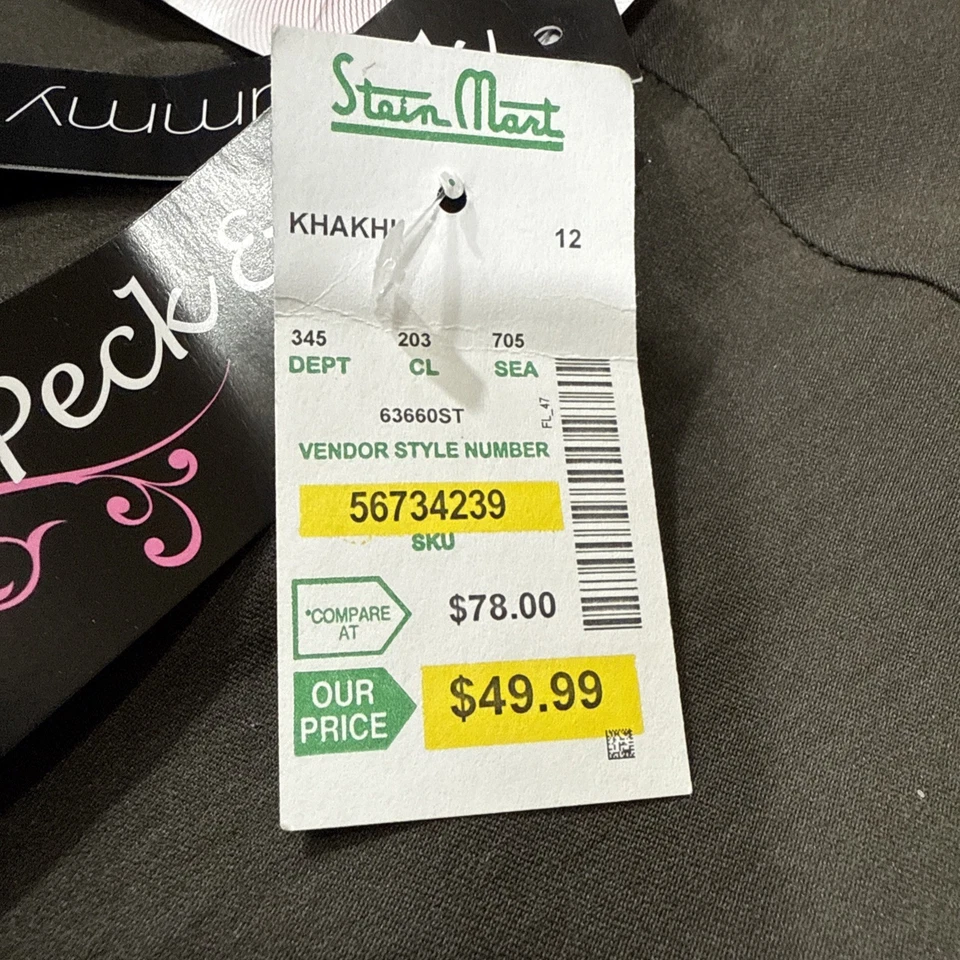 Stein Mart
KHAKHI
12
345 203 705
DEPT CL SEA
63660ST
VENDOR STYLE NUMBER
FL_47
56734239
SKU
*COMPARE
AT
$78.00
OUR
PRICE
$49.99
Peck &